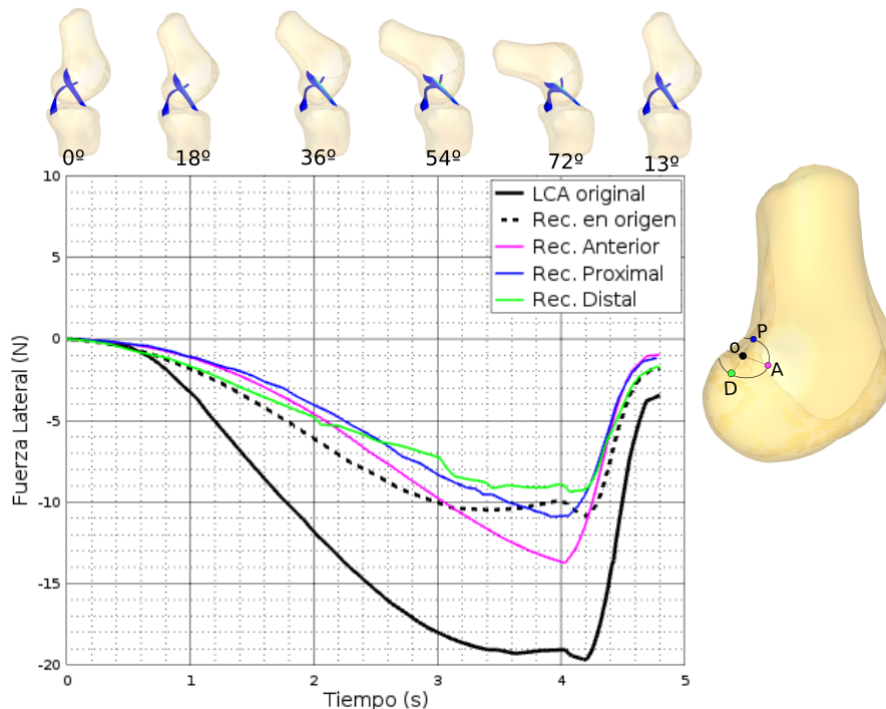 0º 18º 36º 54º 72º 13º
10
5
0
-5
-10
-15
-20
Fuerza Lateral (N)
LCA original
Rec. en origen
Rec. Anterior
Rec. Proximal
Rec. Distal
0 1 2 3 4 5
Tiempo (s)
P
o
A
D